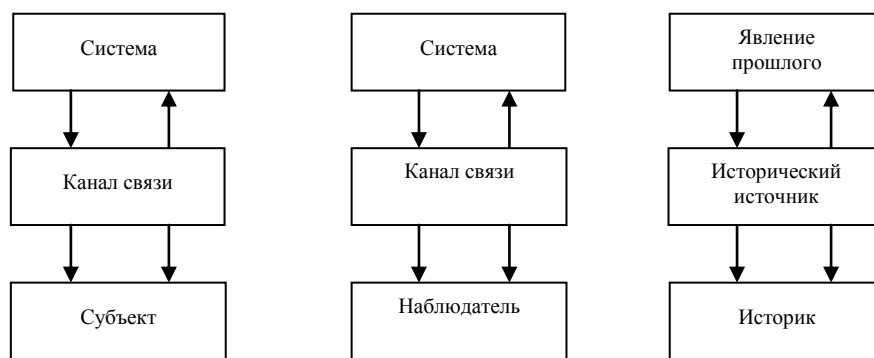 Система
Канал связи
Субъект
Система
Канал связи
Наблюдатель
Явление
прошлого
Исторический
источник
Историк